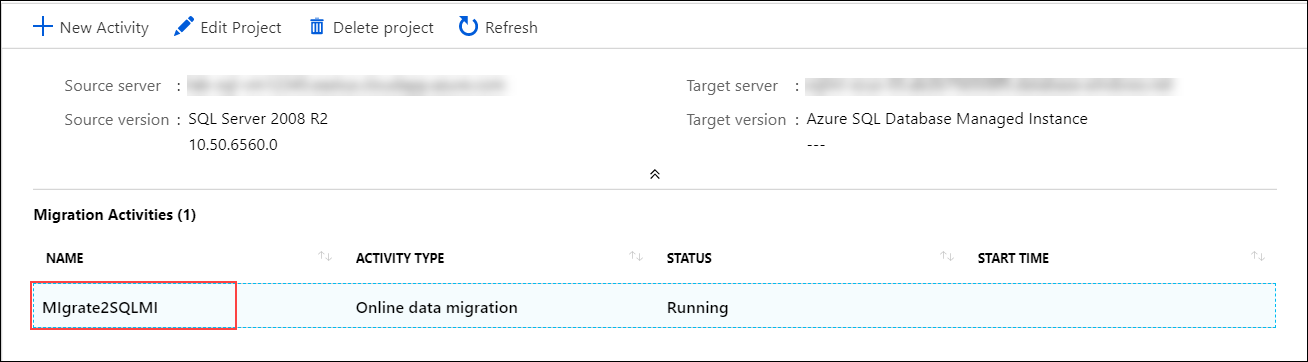 New Activity Edit Project Delete project Refresh
Source server : Target server :
Source version : SQL Server 2008 R2 Target version : Azure SQL Database Managed Instance
10.50.6560.0 ---
Migration Activities (1)
NAME ACTIVITY TYPE STATUS START TIME
MIgrate2SQLMI Online data migration Running